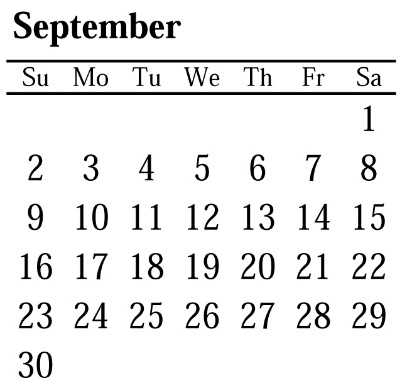 September
Su Mo Tu We Th Fr Sa
1
2 3 4 5 6 7 8
9 10 11 12 13 14 15
16 17 18 19 20 21 22
23 24 25 26 27 28 29
30